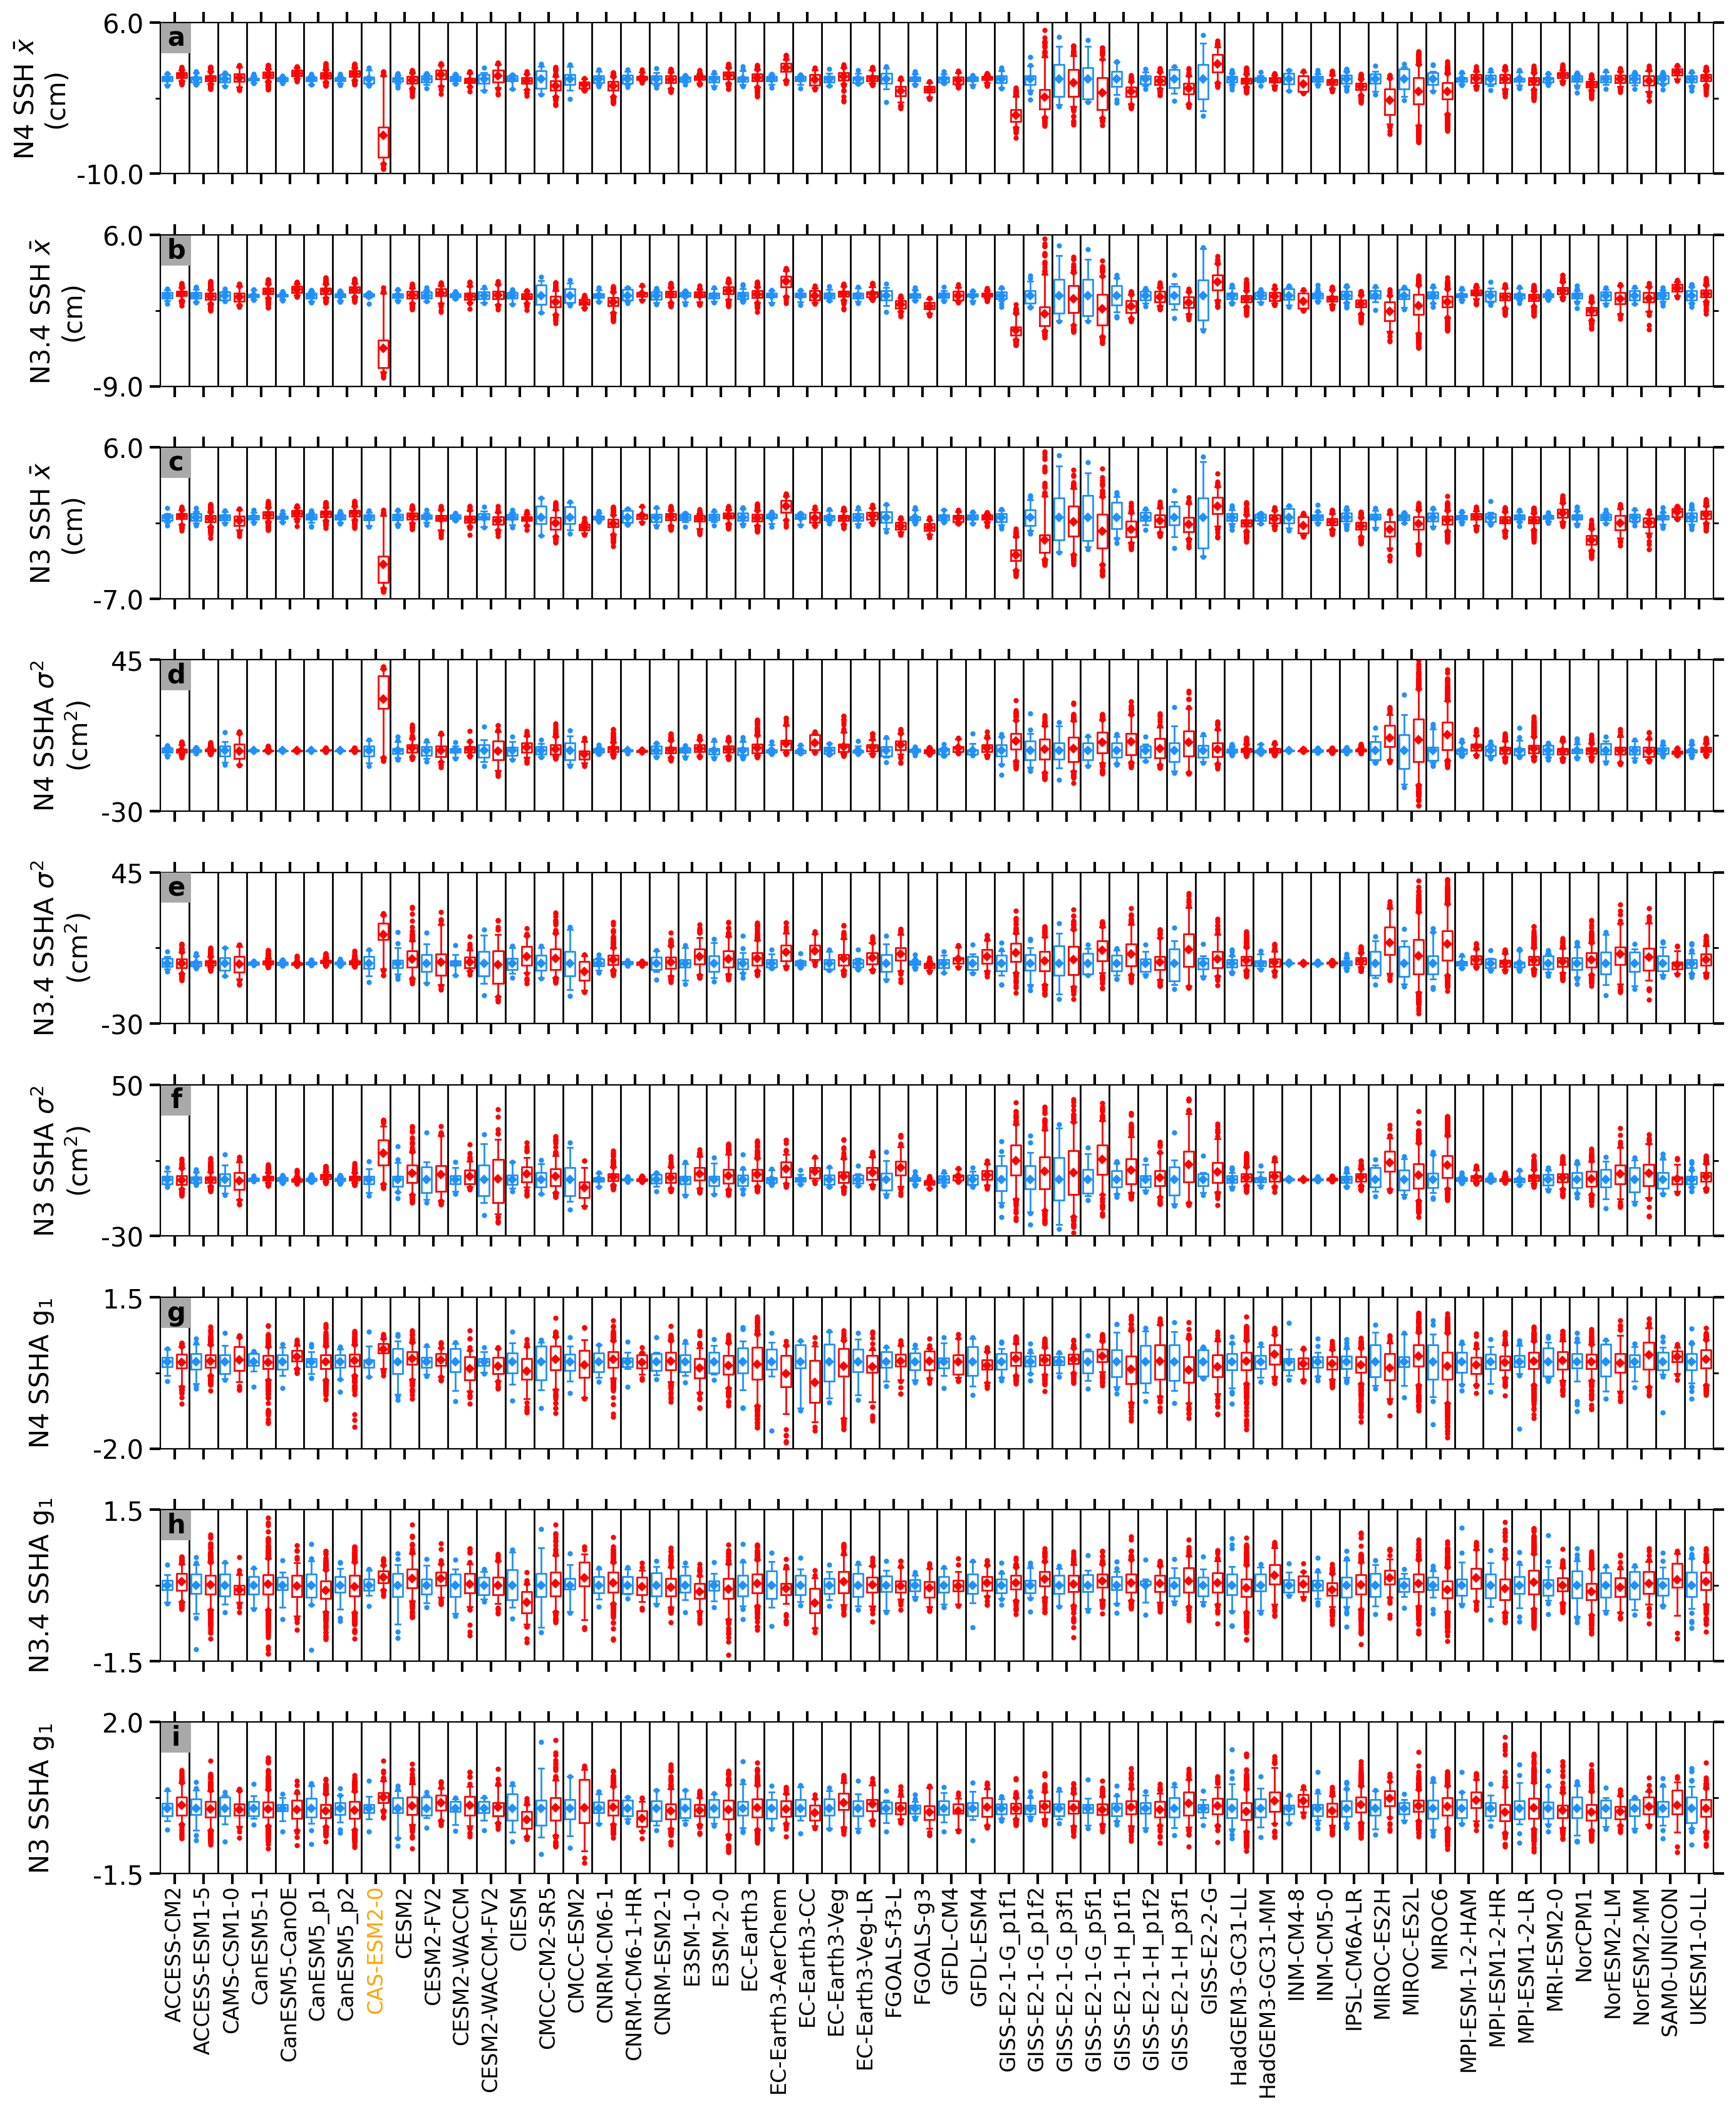 a
6.0
N4 SSH x̄
(cm)
-10.0
b
6.0
N3.4 SSH x̄
(cm)
-9.0
c
6.0
N3 SSH x̄
(cm)
-7.0
d
45
N4 SSHA σ²
(cm²)
-30
e
45
N3.4 SSHA σ²
(cm²)
-30
f
50
N3 SSHA σ²
(cm²)
-30
g
1.5
N4 SSHA g₁
-2.0
h
1.5
N3.4 SSHA g₁
-1.5
i
2.0
N3 SSHA g₁
-1.5
ACCESS-CM2
ACCESS-ESM1-5
CAMS-CSM1-0
CanESM5-1
CanESM5-CanOE
CanESM5_p1
CanESM5_p2
CAS-ESM2-0
CESM2
CESM2-FV2
CESM2-WACCM
CESM2-WACCM-FV2
CIESM
CMCC-CM2-SR5
CMCC-ESM2
CNRM-CM6-1
CNRM-CM6-1-HR
CNRM-ESM2-1
E3SM-1-0
E3SM-2-0
EC-Earth3
EC-Earth3-AerChem
EC-Earth3-CC
EC-Earth3-Veg
EC-Earth3-Veg-LR
FGOALS-f3-L
FGOALS-g3
GFDL-CM4
GFDL-ESM4
GISS-E2-1-G_p1f1
GISS-E2-1-G_p1f2
GISS-E2-1-G_p3f1
GISS-E2-1-G_p5f1
GISS-E2-1-H_p1f1
GISS-E2-1-H_p1f2
GISS-E2-1-H_p3f1
GISS-E2-2-G
HadGEM3-GC31-LL
HadGEM3-GC31-MM
INM-CM4-8
INM-CM5-0
IPSL-CM6A-LR
MIROC-ES2H
MIROC-ES2L
MIROC6
MPI-ESM-1-2-HAM
MPI-ESM1-2-HR
MPI-ESM1-2-LR
MRI-ESM2-0
NorCPM1
NorESM2-LM
NorESM2-MM
SAM0-UNICON
UKESM1-0-LL